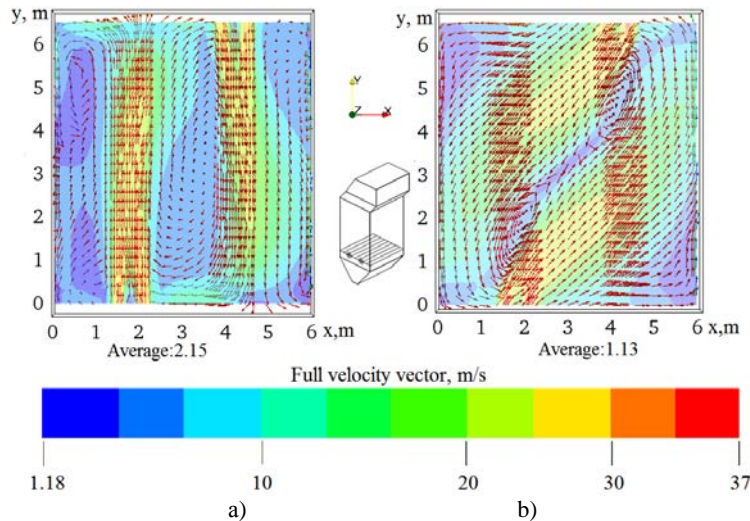 y, m
6
5
4
3
2
1
0
0 1 2 3 4 5 6 x,m
Average:2.15
Y
Z X
y, m
6
5
4
3
2
1
0
0 1 2 3 4 5 6 x,m
Average:1.13
Full velocity vector, m/s
1.18 10 20 30 37
a) b)